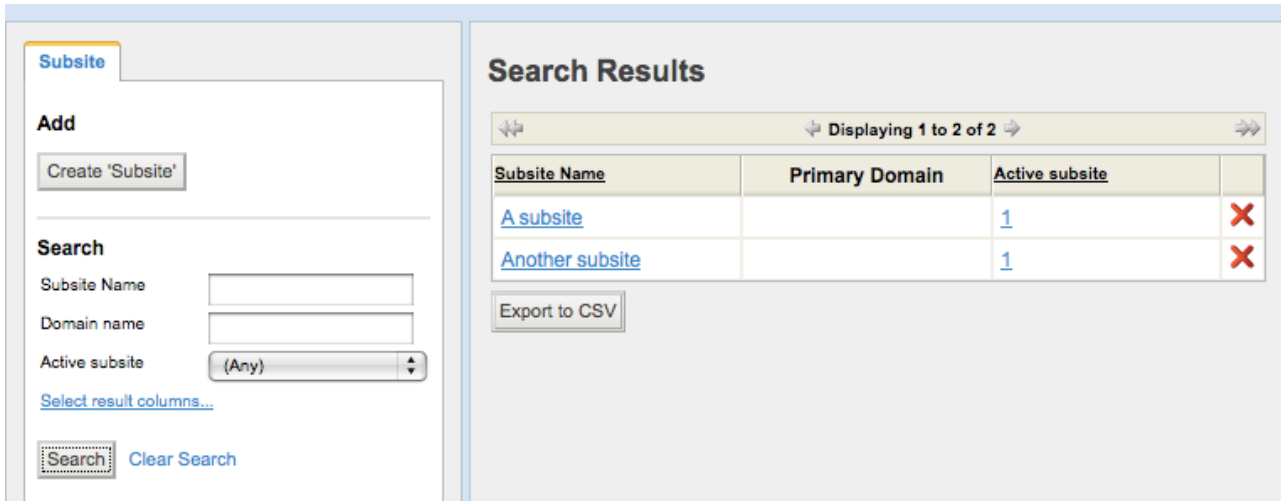 Subsite
Add
Create 'Subsite'
Search
Subsite Name
Domain name
Active subsite (Any)
Select result columns...
Search Clear Search
Search Results
Displaying 1 to 2 of 2
Subsite Name Primary Domain Active subsite
A subsite 1
Another subsite 1
Export to CSV